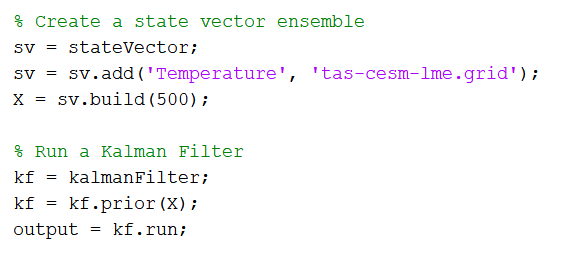 % Create a state vector ensemble
sv = stateVector;
sv = sv.add('Temperature', 'tas-cesm-lme.grid');
X = sv.build(500);
% Run a Kalman Filter
kf = kalmanFilter;
kf = kf.prior(X);
output = kf.run;